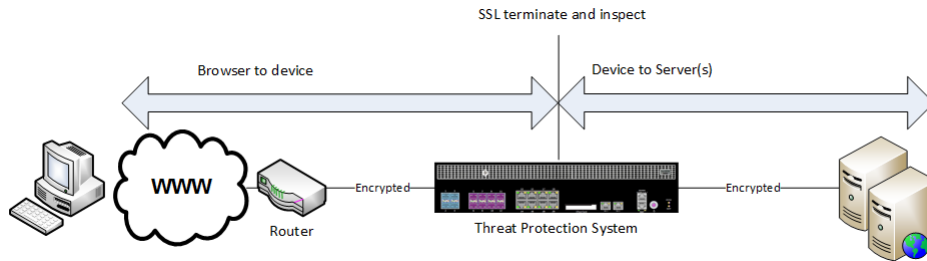 SSL terminate and inspect
Browser to device
Device to Server(s)
WWW
Encrypted
Encrypted
Router
Threat Protection System